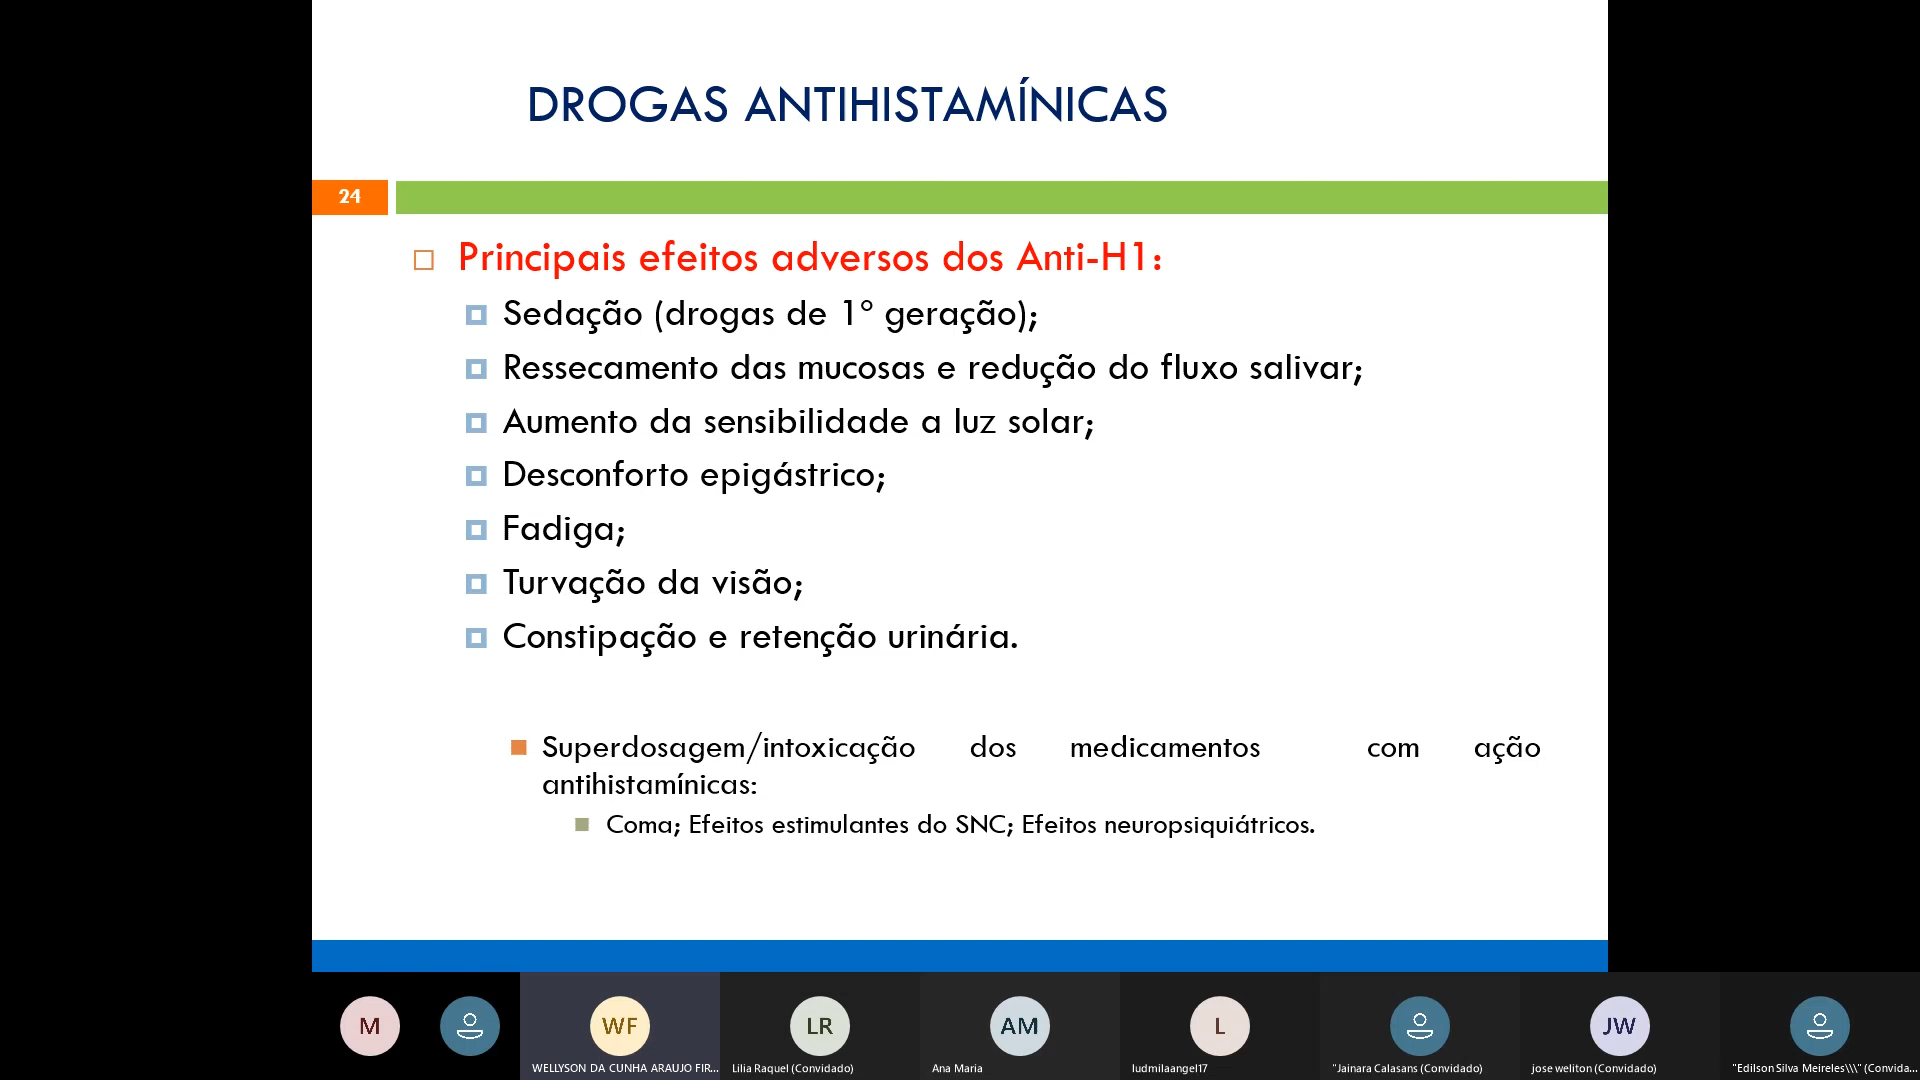 DROGAS ANTIHISTAMÍNICAS
24
Principais efeitos adversos dos Anti-H1:
Sedação (drogas de 1º geração);
Ressecamento das mucosas e redução do fluxo salivar;
Aumento da sensibilidade a luz solar;
Desconforto epigástrico;
Fadiga;
Turvação da visão;
Constipação e retenção urinária.
Superdosagem/intoxicação dos medicamentos com ação
antihistamínicas:
Coma; Efeitos estimulantes do SNC; Efeitos neuropsiquiátricos.
M WF LR AM L JW
WELLYSON DA CUNHA ARAUJO FIR... Lilia Raquel (Convidado) Ana Maria ludmilaangel17 "Jainara Calasans (Convidado) jose weliton (Convidado) "Edilson Silva Meireles\\\" (Convida...